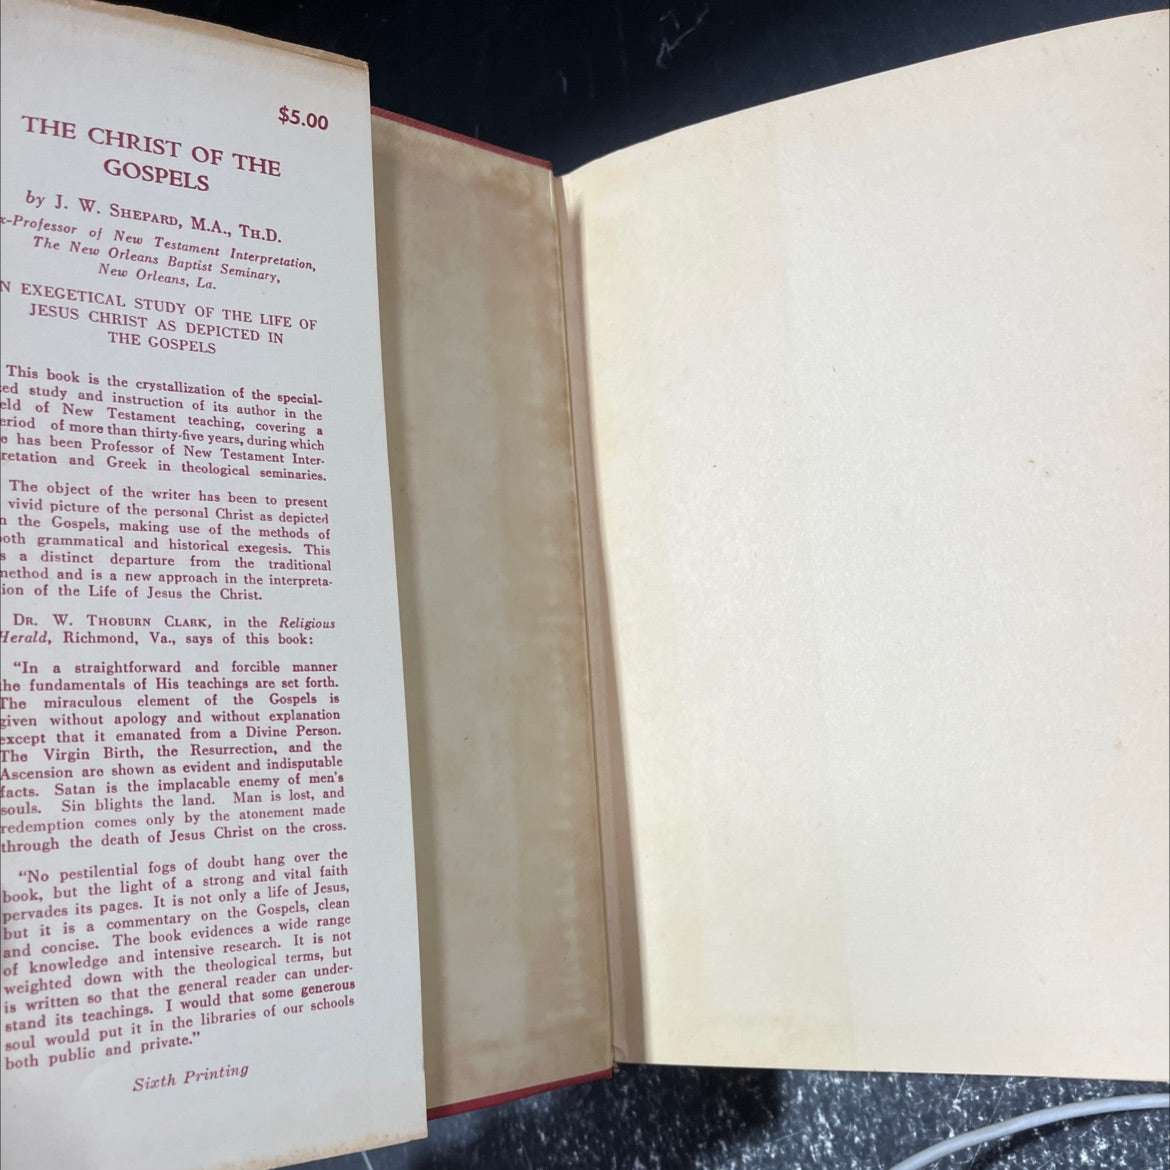 $5.00
THE CHRIST OF THE
GOSPELS
by J. W. SHEPARD, M.A., TH.D.
x-Professor of New Testament Interpretation,
The New Orleans Baptist Seminary,
New Orleans, La.
N EXEGETICAL STUDY OF THE LIFE OF
JESUS CHRIST AS DEPICTED IN
THE GOSPELS
This book is the crystallization of the special-
ed study and instruction of its author in the
eld of New Testament teaching, covering a
eriod of more than thirty-five years, during which
e has been Professor of New Testament Inter-
retation and Greek in theological seminaries.
The object of the writer has been to present
vivid picture of the personal Christ as depicted
n the Gospels, making use of the methods of
oth grammatical and historical exegesis. This
s a distinct departure from the traditional
method and is a new approach in the interpreta-
ion of the Life of Jesus the Christ.
DR. W. THOBURN CLARK, in the Religious
Herald, Richmond, Va., says of this book:
“In a straightforward and forcible manner
the fundamentals of His teachings are set forth.
The miraculous element of the Gospels is
given without apology and without explanation
except that it emanated from a Divine Person.
The Virgin Birth, the Resurrection, and the
Ascension are shown as evident and indisputable
facts. Satan is the implacable enemy of men's
souls. Sin blights the land. Man is lost, and
redemption comes only by the atonement made
through the death of Jesus Christ on the cross.
“No pestilential fogs of doubt hang over the
book, but the light of a strong and vital faith
pervades its pages. It is not only a life of Jesus,
but it is a commentary on the Gospels, clean
and concise. The book evidences a wide range
of knowledge and intensive research. It is not
weighted down with the theological terms, but
is written so that the general reader can under-
stand its teachings. I would that some generous
soul would put it in the libraries of our schools
both public and private.”
Sixth Printing